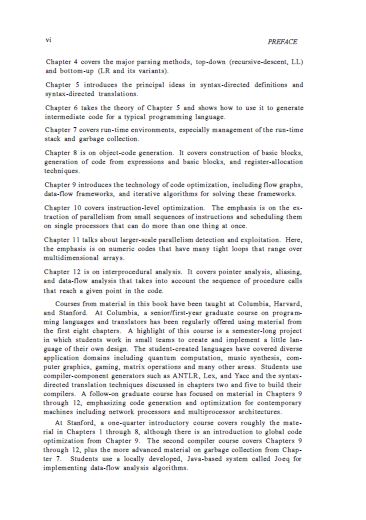 vi PREFACE
Chapter 4 covers the major parsing methods, top-down (recursive-descent, LL)
and bottom-up (LR and its variants).
Chapter 5 introduces the principal ideas in syntax-directed definitions and
syntax-directed translations.
Chapter 6 takes the theory of Chapter 5 and shows how to use it to generate
intermediate code for a typical programming language.
Chapter 7 covers run-time environments, especially management of the run-time
stack and garbage collection.
Chapter 8 is on object-code generation. It covers construction of basic blocks,
generation of code from expressions and basic blocks, and register-allocation
techniques.
Chapter 9 introduces the technology of code optimization, including flow graphs,
data-flow frameworks, and iterative algorithms for solving these frameworks.
Chapter 10 covers instruction-level optimization. The emphasis is on the ex-
traction of parallelism from small sequences of instructions and scheduling them
on single processors that can do more than one thing at once.
Chapter 11 talks about larger-scale parallelism detection and exploitation. Here,
the emphasis is on numeric codes that have many tight loops that range over
multidimensional arrays.
Chapter 12 is on interprocedural analysis. It covers pointer analysis, aliasing,
and data-flow analysis that takes into account the sequence of procedure calls
that reach a given point in the code.
Courses from material in this book have been taught at Columbia, Harvard,
and Stanford. At Columbia, a senior/first-year graduate course on program-
ming languages and translators has been regularly offered using material from
the first eight chapters. A highlight of this course is a semester-long project
in which students work in small teams to create and implement a little lan-
guage of their own design. The student-created languages have covered diverse
application domains including quantum computation, music synthesis, com-
puter graphics, gaming, matrix operations and many other areas. Students use
compiler-component generators such as ANTLR, Lex, and Yacc and the syntax-
directed translation techniques discussed in chapters two and five to build their
compilers. A follow-on graduate course has focused on material in Chapters 9
through 12, emphasizing code generation and optimization for contemporary
machines including network processors and multiprocessor architectures.
At Stanford, a one-quarter introductory course covers roughly the mate-
rial in Chapters 1 through 8, although there is an introduction to global code
optimization from Chapter 9. The second compiler course covers Chapters 9
through 12, plus the more advanced material on garbage collection from Chap-
ter 7. Students use a locally developed, Java-based system called Joeq for
implementing data-flow analysis algorithms.